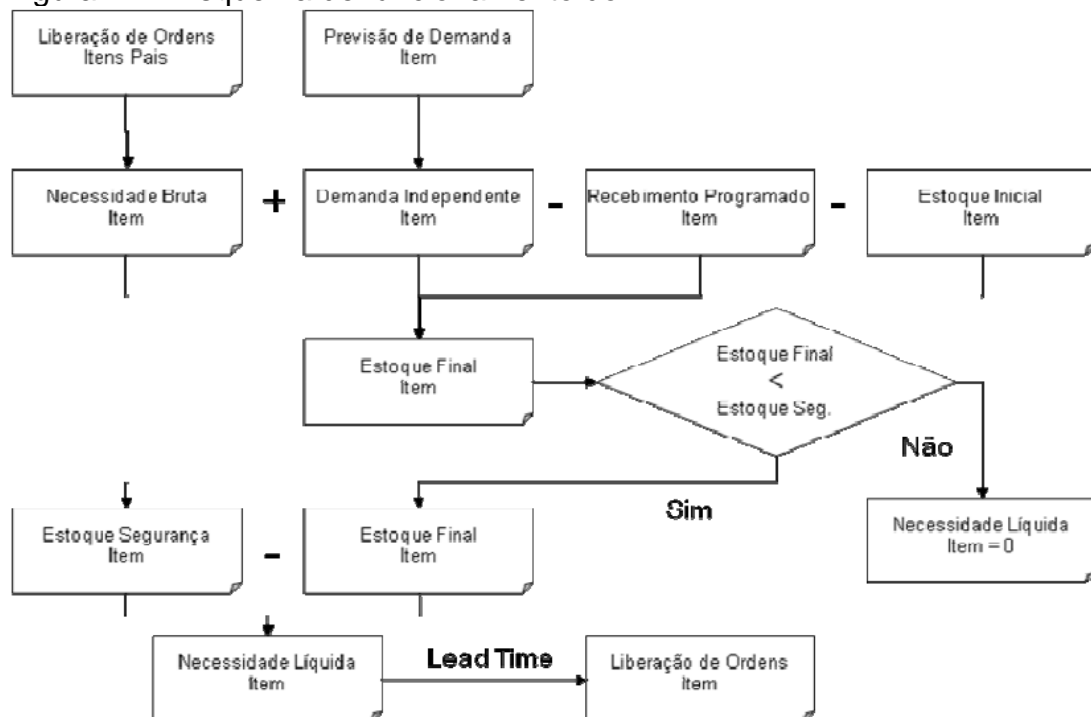 Liberação de Ordens
Itens Pais
Previsão de Demanda
Item
Necessidade Bruta
Item
+
Demanda Independente
Item
-
Recebimento Programado
Item
-
Estoque Inicial
Item
Estoque Final
Item
Estoque Final
<
Estoque Seg.
Não
Sim
Necessidade Líquida
Item = 0
Estoque Segurança
Item
-
Estoque Final
Item
Necessidade Líquida
Item
Lead Time
Liberação de Ordens
Item